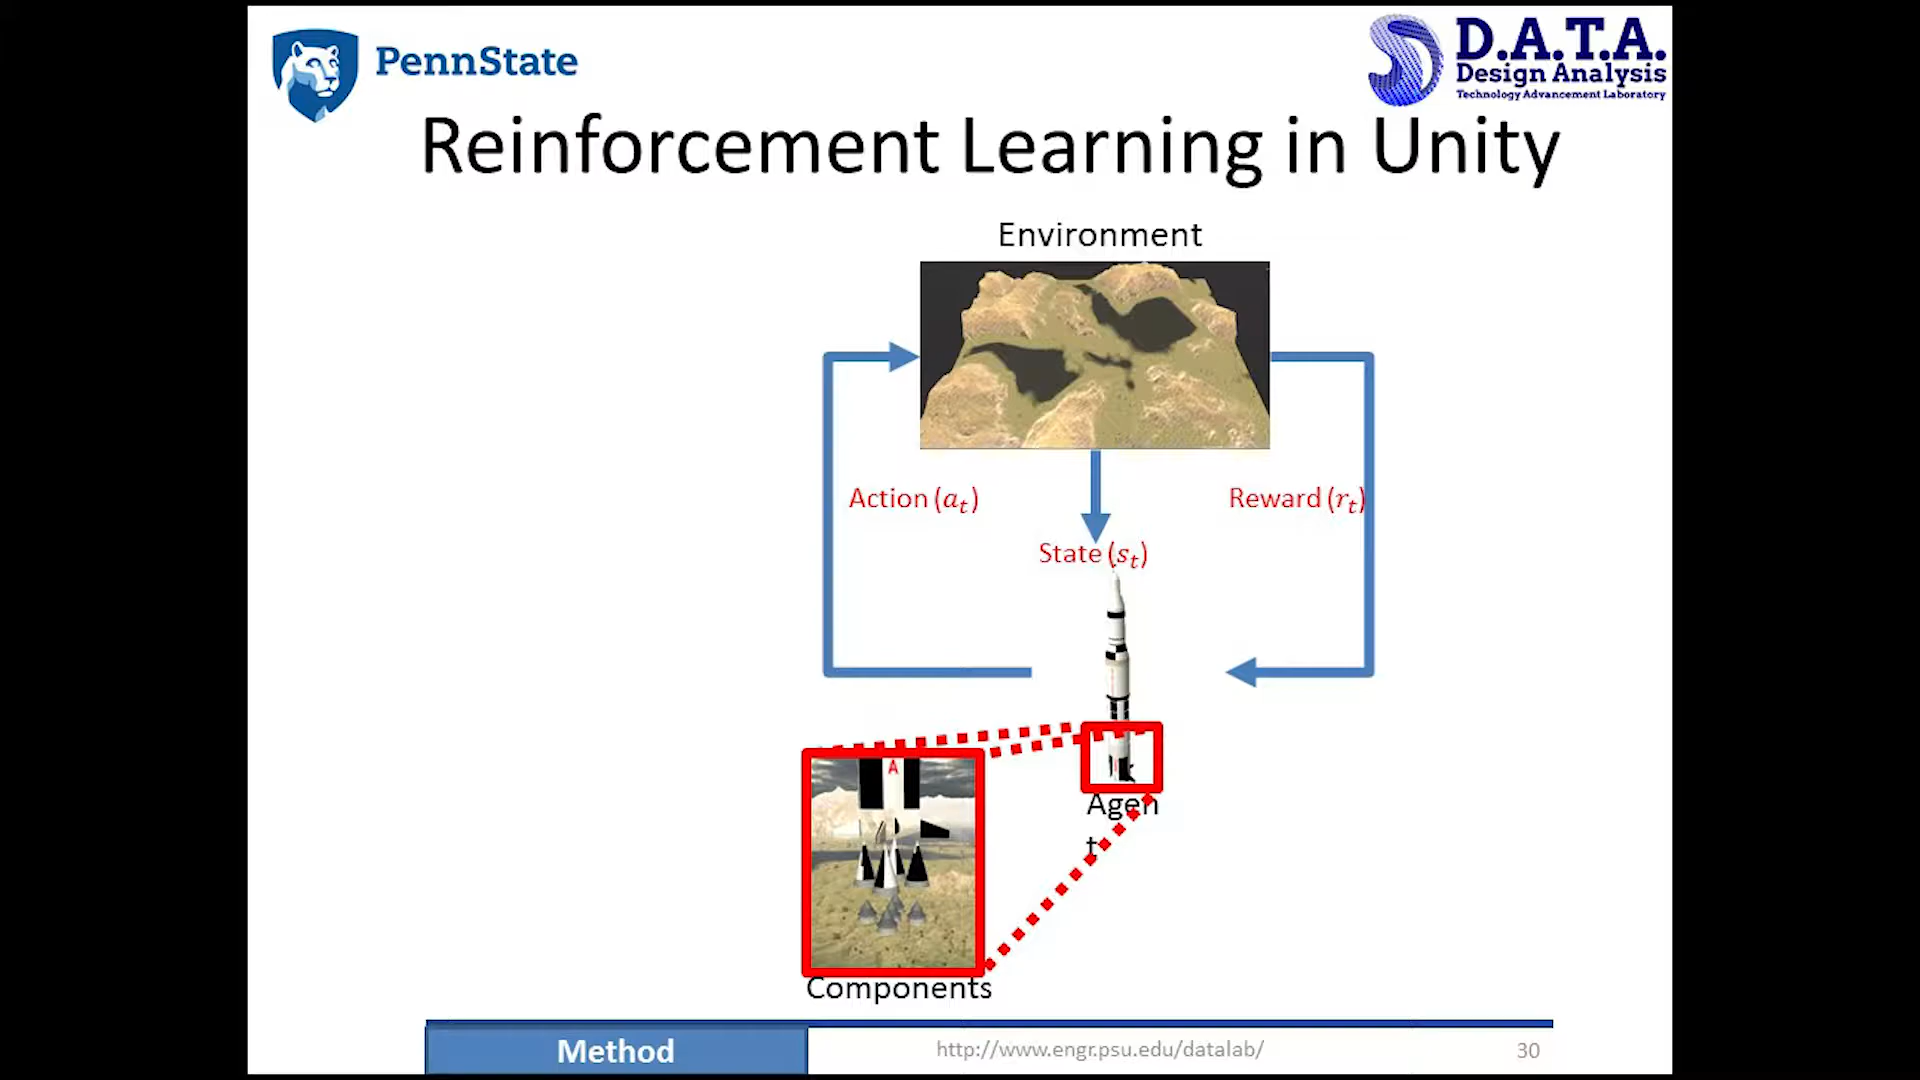 PennState
D.A.T.A.
Design Analysis
Technology Advancement Laboratory
Reinforcement Learning in Unity
Environment
Action (aₜ)
Reward (rₜ)
State (sₜ)
A
Agen
t
Components
Method
http://www.engr.psu.edu/datalab/
30